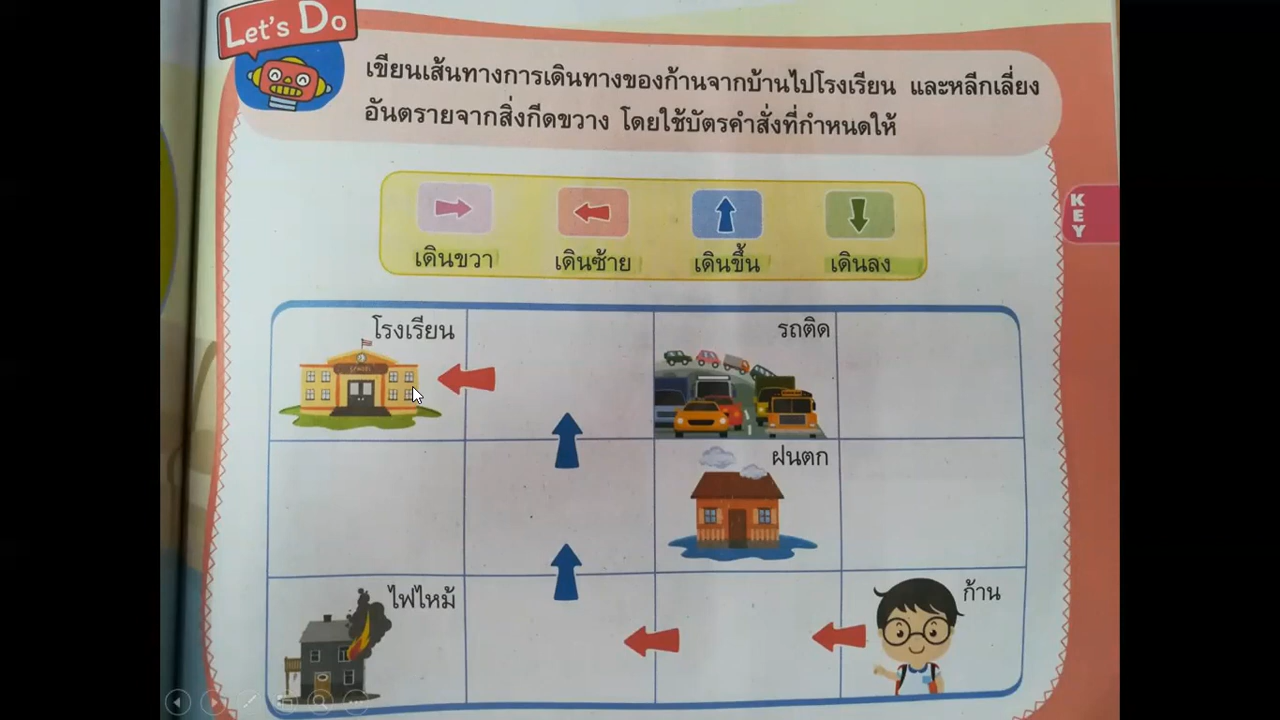 Let's Do
เขียนเส้นทางการเดินทางของก้านจากบ้านไปโรงเรียน และหลีกเลี่ยง
อันตรายจากสิ่งกีดขวาง โดยใช้บัตรคำสั่งที่กำหนดให้
KEY
เดินขวา เดินซ้าย เดินขึ้น เดินลง
โรงเรียน รถติด
SCHOOL
ฝนตก
ไฟไหม้ ก้าน